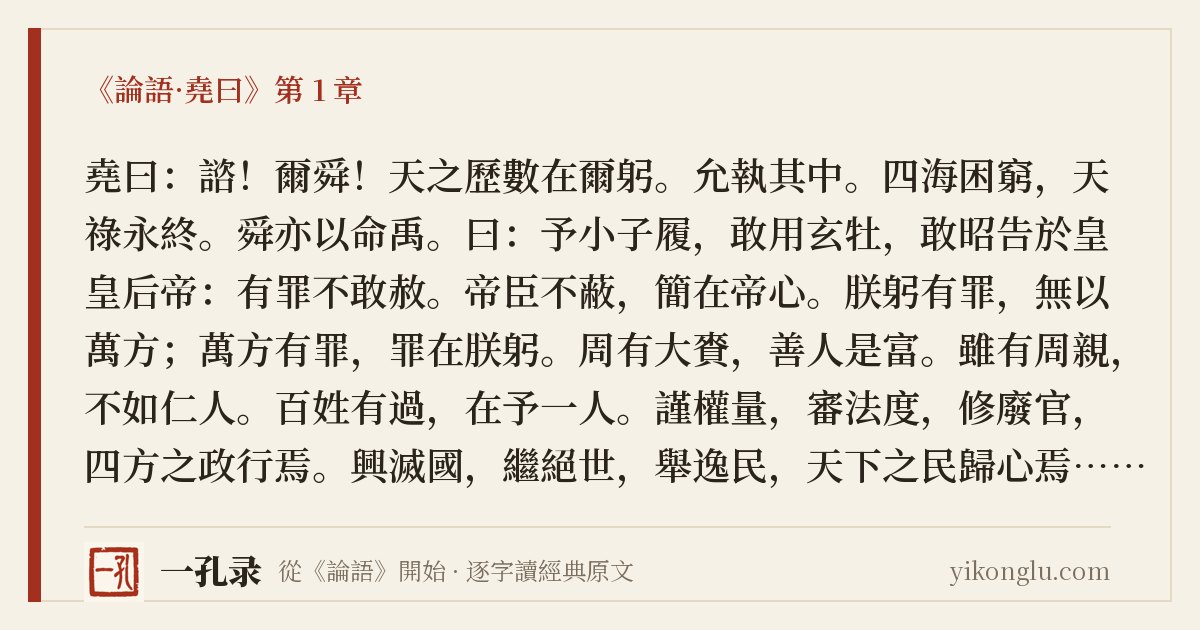 《論語·堯曰》第 1 章
堯曰：諮！爾舜！天之歷數在爾躬。允執其中。四海困窮，天
祿永終。舜亦以命禹。曰：予小子履，敢用玄牡，敢昭告於皇
皇后帝：有罪不敢赦。帝臣不蔽，簡在帝心。朕躬有罪，無以
萬方；萬方有罪，罪在朕躬。周有大賚，善人是富。雖有周親，
不如仁人。百姓有過，在予一人。謹權量，審法度，修廢官，
四方之政行焉。興滅國，繼絕世，舉逸民，天下之民歸心焉……
一孔 一孔录 從《論語》開始 · 逐字讀經典原文 yikonglu.com